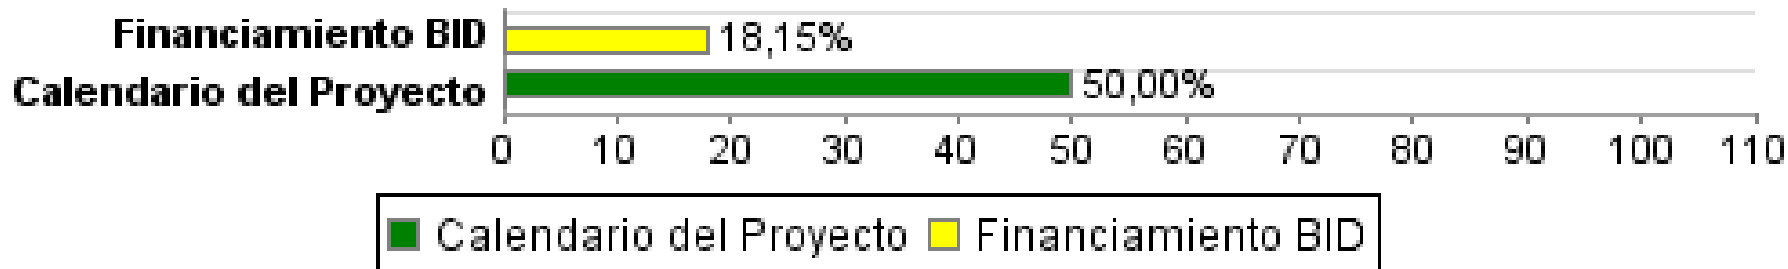 Financiamiento BID 18,15%
Calendario del Proyecto 50,00%
0 10 20 30 40 50 60 70 80 90 100 110
Calendario del Proyecto Financiamiento BID